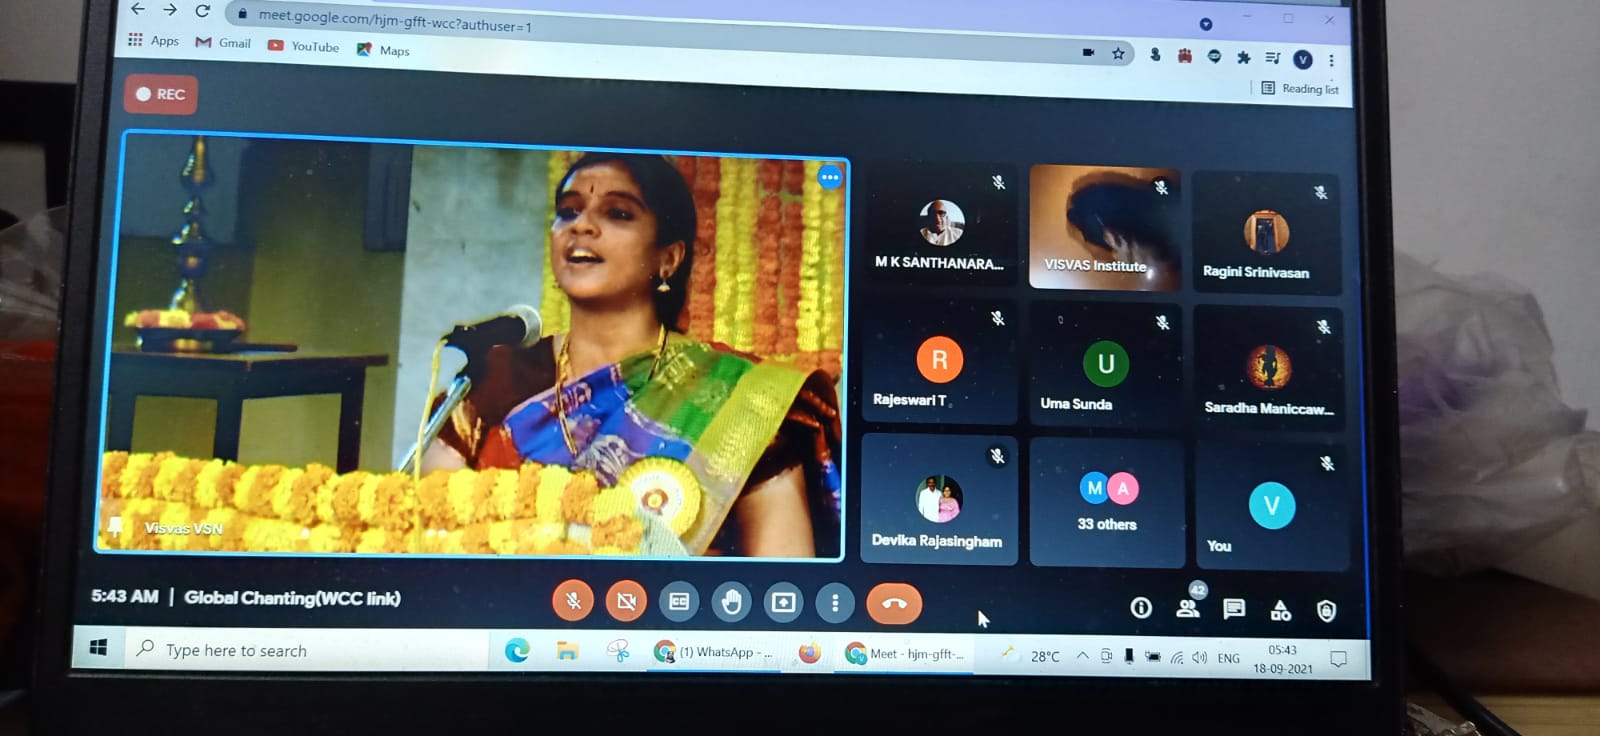 meet.google.com/hjm-gfft-wcc?authuser=1
Apps Gmail YouTube Maps
V
Reading list
REC
M K SANTHANARA...
VISVAS Institute
Ragini Srinivasan
R
Rajeswari T
U
Uma Sunda
Saradha Maniccaw...
Visvas VSN
Devika Rajasingham
M A
33 others
V
You
5:43 AM | Global Chanting(WCC link)
CC
42
Type here to search
(1) WhatsApp - ...
Meet - hjm-gfft-...
28°C
ENG
05:43
18-09-2021